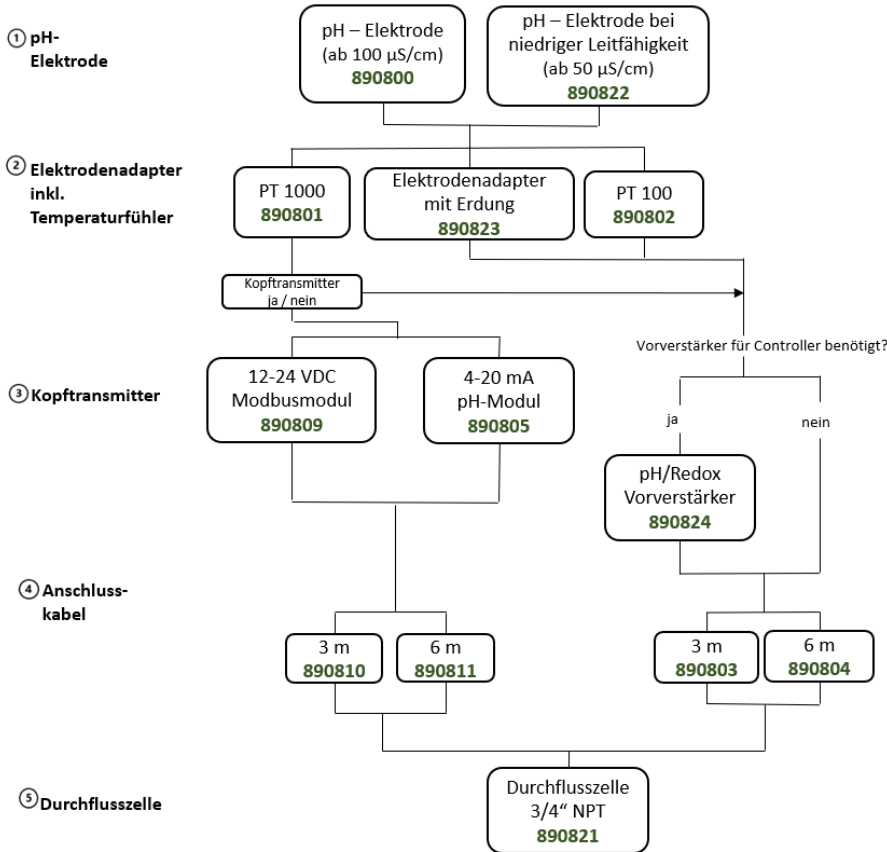 ① pH-
Elektrode
pH – Elektrode
(ab 100 µS/cm)
890800
pH – Elektrode bei
niedriger Leitfähigkeit
(ab 50 µS/cm)
890822
② Elektrodenadapter
inkl.
Temperaturfühler
PT 1000
890801
Elektrodenadapter
mit Erdung
890823
PT 100
890802
Kopftransmitter
ja / nein
Vorverstärker für Controller benötigt?
③ Kopftransmitter
12-24 VDC
Modbusmodul
890809
4-20 mA
pH-Modul
890805
ja
nein
pH/Redox
Vorverstärker
890824
④ Anschluss-
kabel
3 m
890810
6 m
890811
3 m
890803
6 m
890804
⑤ Durchflusszelle
Durchflusszelle
3/4“ NPT
890821